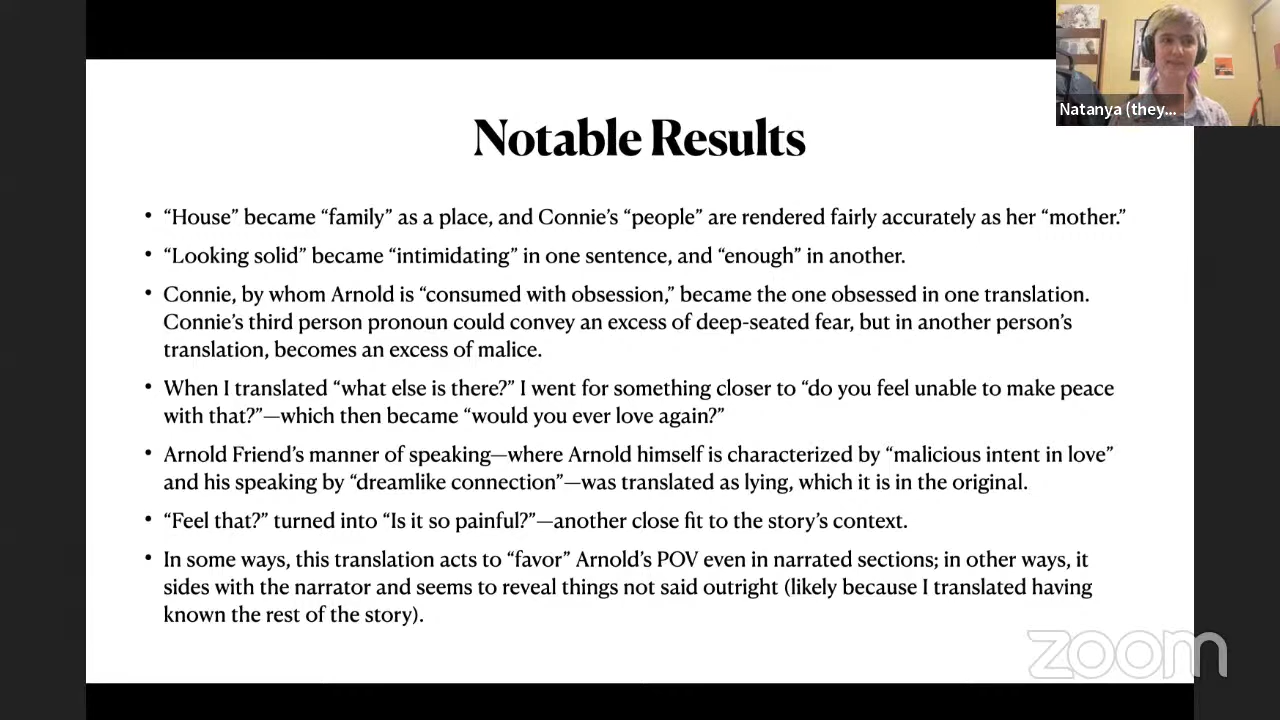 Natanya (they...
Notable Results
• “House” became “family” as a place, and Connie’s “people” are rendered fairly accurately as her “mother.”
• “Looking solid” became “intimidating” in one sentence, and “enough” in another.
• Connie, by whom Arnold is “consumed with obsession,” became the one obsessed in one translation.
Connie’s third person pronoun could convey an excess of deep-seated fear, but in another person’s
translation, becomes an excess of malice.
• When I translated “what else is there?” I went for something closer to “do you feel unable to make peace
with that?”—which then became “would you ever love again?”
• Arnold Friend’s manner of speaking—where Arnold himself is characterized by “malicious intent in love”
and his speaking by “dreamlike connection”—was translated as lying, which it is in the original.
• “Feel that?” turned into “Is it so painful?”—another close fit to the story’s context.
• In some ways, this translation acts to “favor” Arnold’s POV even in narrated sections; in other ways, it
sides with the narrator and seems to reveal things not said outright (likely because I translated having
known the rest of the story).
zoom